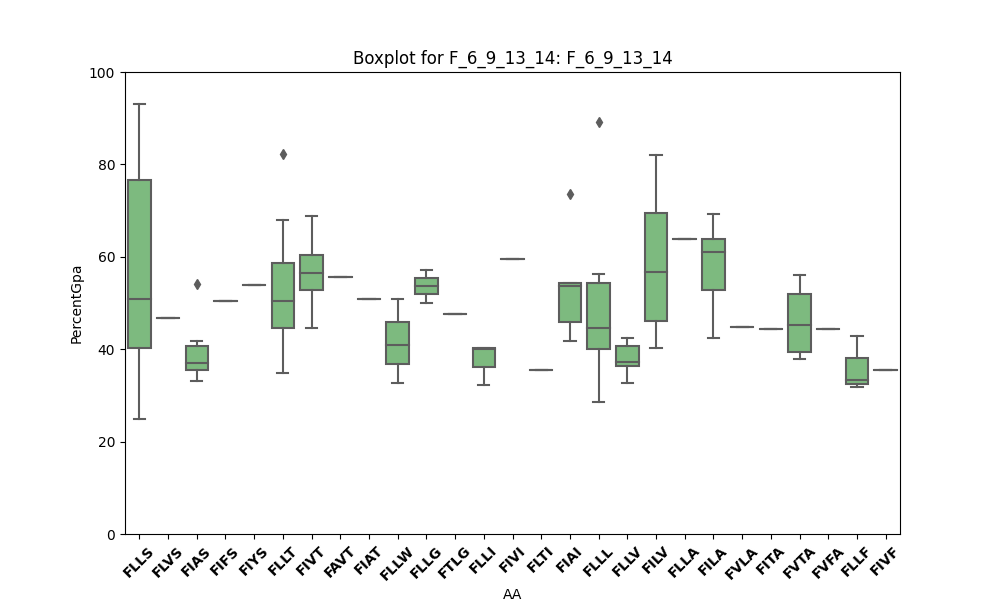 Boxplot for F_6_9_13_14: F_6_9_13_14
PercentGpa
100
80
60
40
20
0
FLLS FLVS FIAS FIFS FIYS FLLT FIVT FAVT FIAT FLLW FLLG FTLG FLLI FIVI FLTI FIAI FLLL FLLV FILV FLLA FILA FVLA FITA FVTA FVFA FLLF FIVF
AA